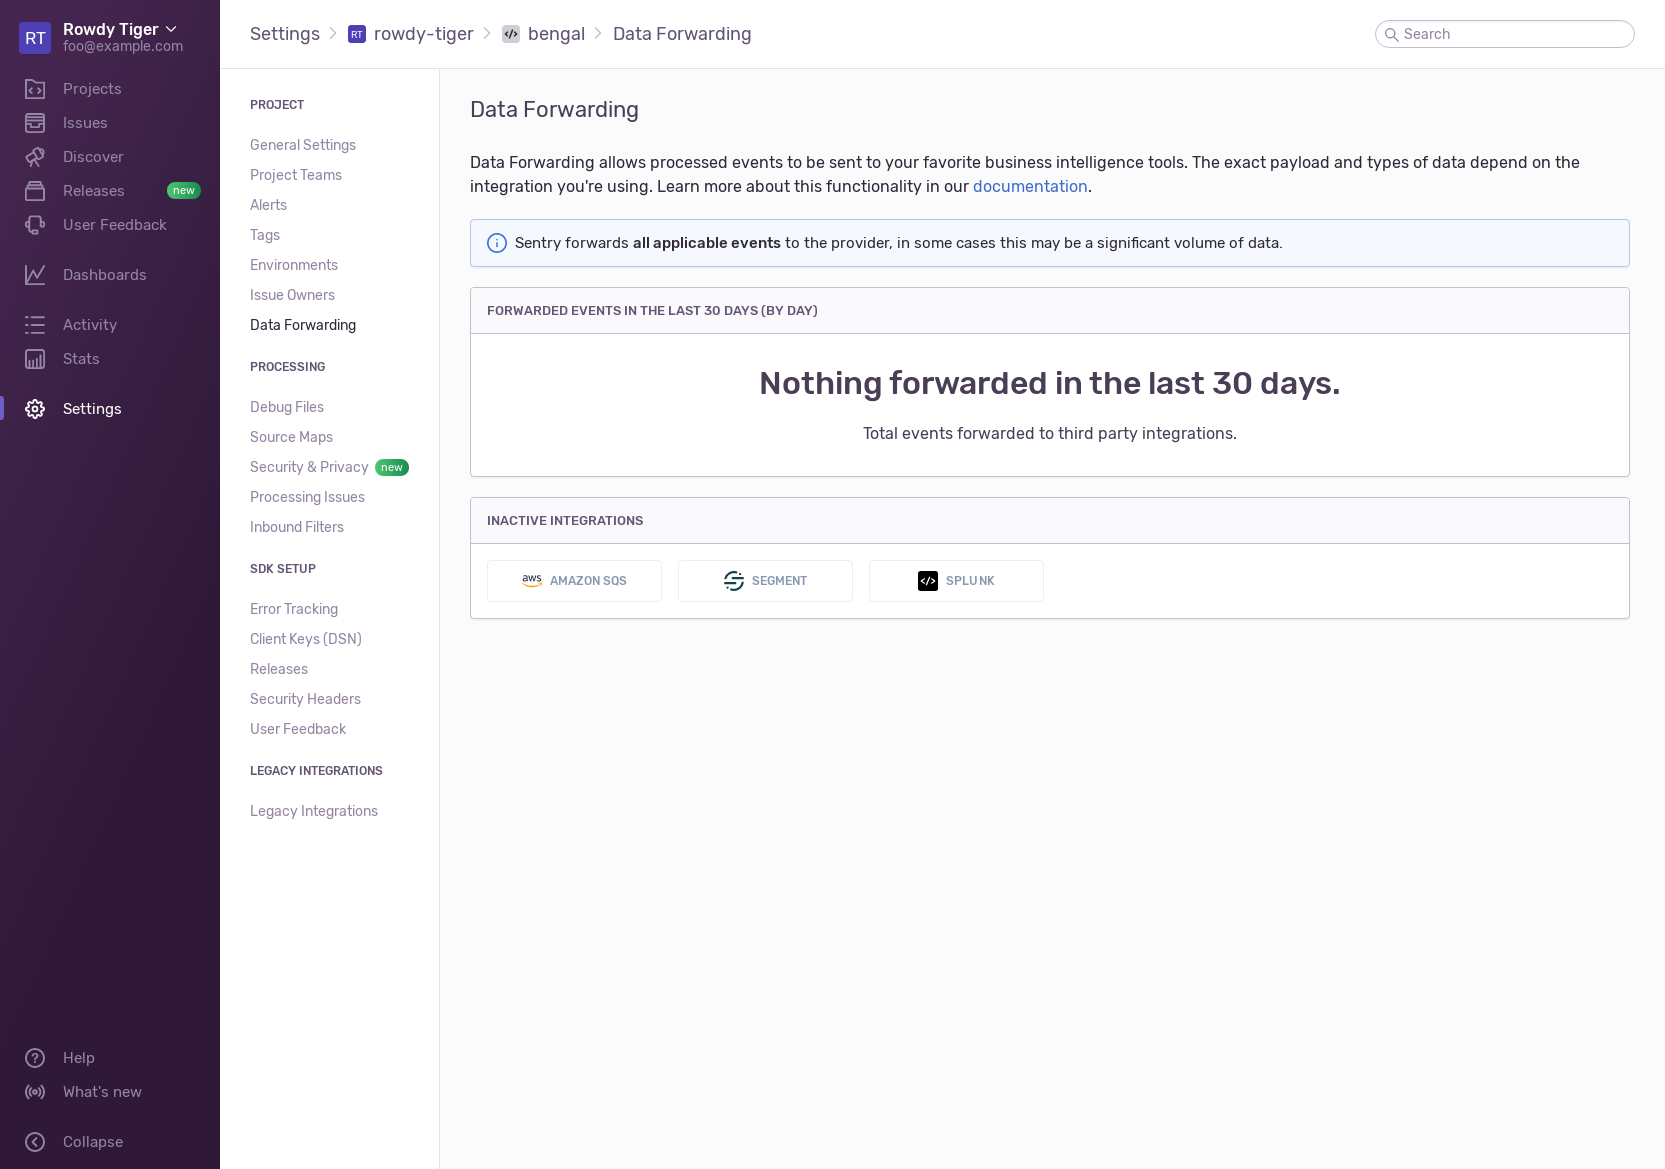 RT
Rowdy Tiger
foo@example.com
Projects
Issues
Discover
Releases new
User Feedback
Dashboards
Activity
Stats
Settings
Help
What's new
Collapse
Settings RT rowdy-tiger bengal Data Forwarding
Search
PROJECT
General Settings
Project Teams
Alerts
Tags
Environments
Issue Owners
Data Forwarding
PROCESSING
Debug Files
Source Maps
Security & Privacy new
Processing Issues
Inbound Filters
SDK SETUP
Error Tracking
Client Keys (DSN)
Releases
Security Headers
User Feedback
LEGACY INTEGRATIONS
Legacy Integrations
Data Forwarding
Data Forwarding allows processed events to be sent to your favorite business intelligence tools. The exact payload and types of data depend on the
integration you're using. Learn more about this functionality in our documentation.
Sentry forwards all applicable events to the provider, in some cases this may be a significant volume of data.
FORWARDED EVENTS IN THE LAST 30 DAYS (BY DAY)
Nothing forwarded in the last 30 days.
Total events forwarded to third party integrations.
INACTIVE INTEGRATIONS
aws AMAZON SQS
SEGMENT
SPLUNK